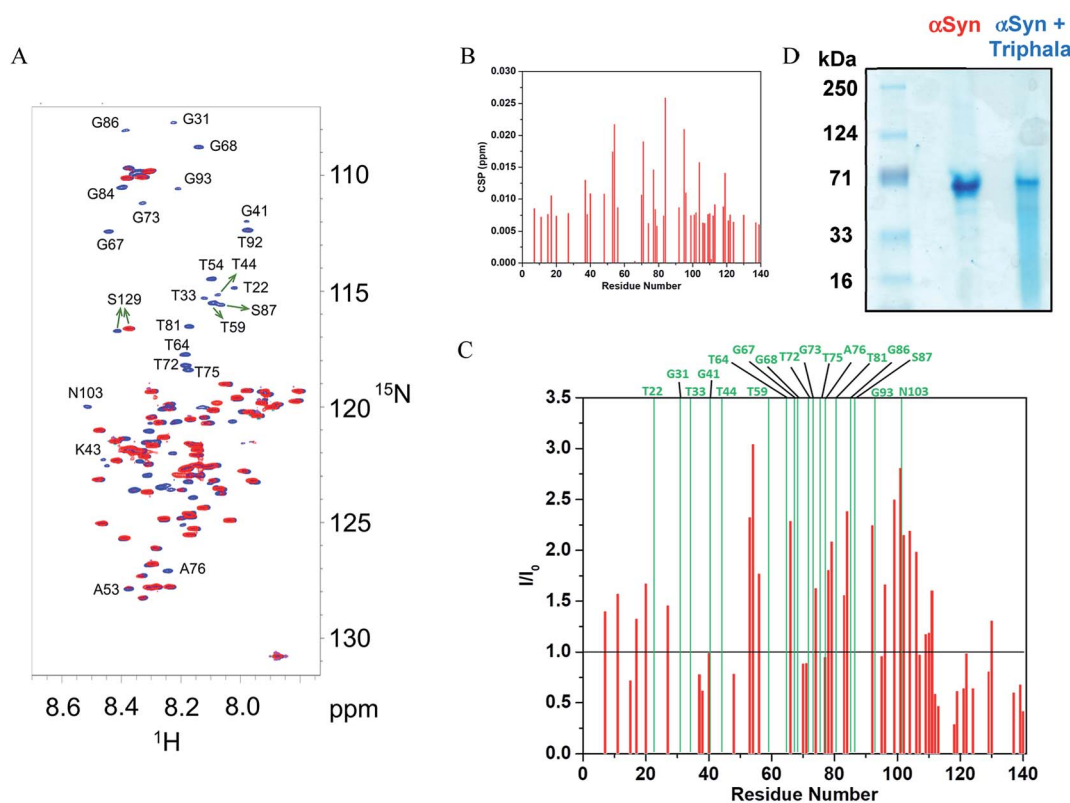 A
G86
G31
G68
G84
G93
G73
G41
G67
T92
T54
T44
T33
T22
S129
S87
T59
T81
T64
T72
T75
N103
K43
A76
A53
110
115
120
15N
125
130
8.6 8.4 8.2 8.0 ppm
1H
B
0.030
0.025
0.020
0.015
0.010
0.005
0.000
CSP (ppm)
0 20 40 60 80 100 120 140
Residue Number
αSyn αSyn +
Triphala
D kDa
250
124
71
33
16
C
T22 G31 T33 G41 T44 T59 T64 G67 G68 T72 G73 T75 A76 T81 G86 S87 G93 N103
3.5
3.0
2.5
2.0
1.5
1.0
0.5
0.0
I/I0
0 20 40 60 80 100 120 140
Residue Number